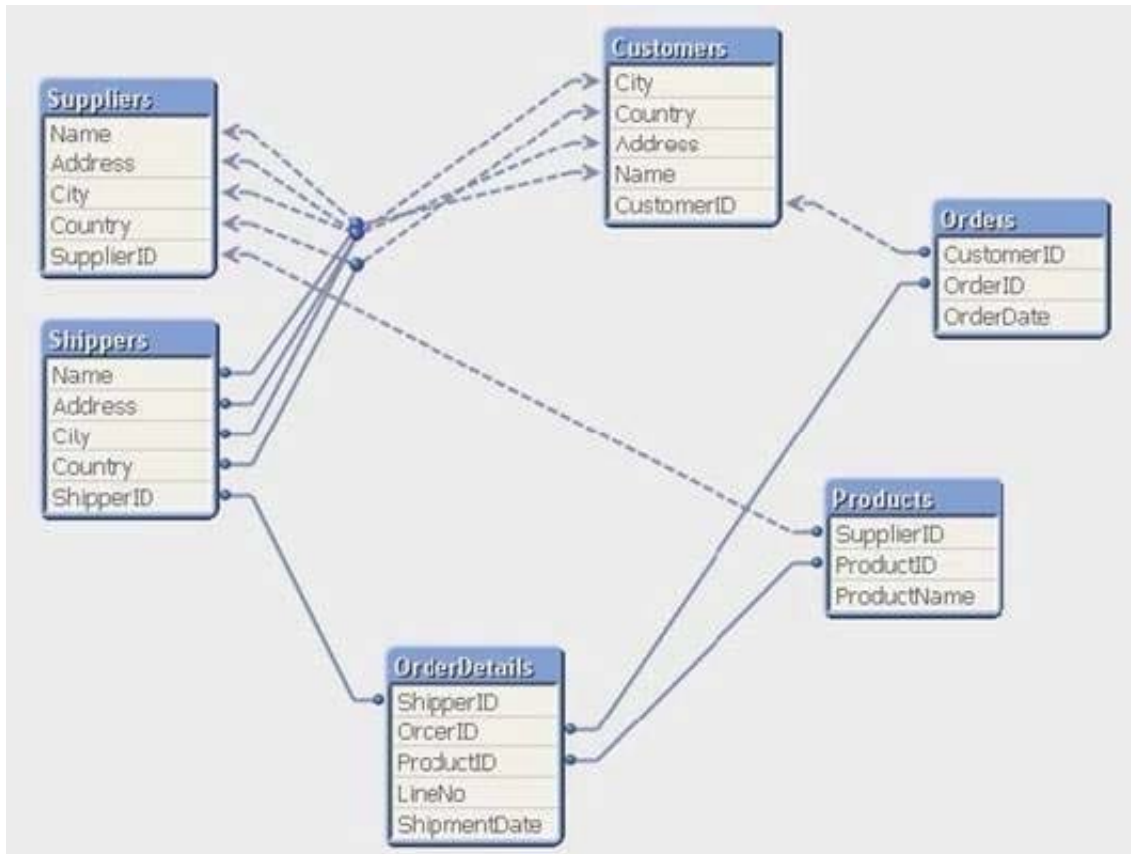 Suppliers
Name
Address
City
Country
SupplierID
Customers
City
Country
Address
Name
CustomerID
Orders
CustomerID
OrderID
OrderDate
Shippers
Name
Address
City
Country
ShipperID
Products
SupplierID
ProductID
ProductName
OrderDetails
ShipperID
OrderID
ProductID
LineNo
ShipmentDate